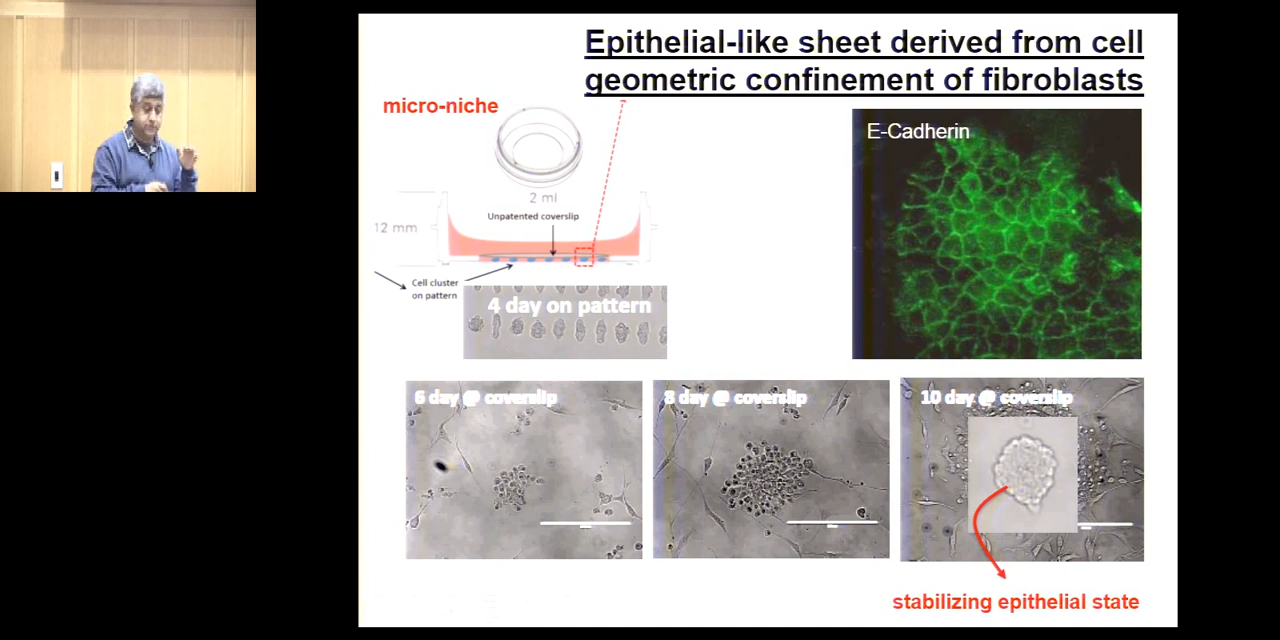 Epithelial-like sheet derived from cell
geometric confinement of fibroblasts
micro-niche
E-Cadherin
2 ml
Unpatented coverslip
12 mm
Cell cluster
on pattern
4 day on pattern
6 day @ coverslip
8 day @ coverslip
10 day @ coverslip
stabilizing epithelial state